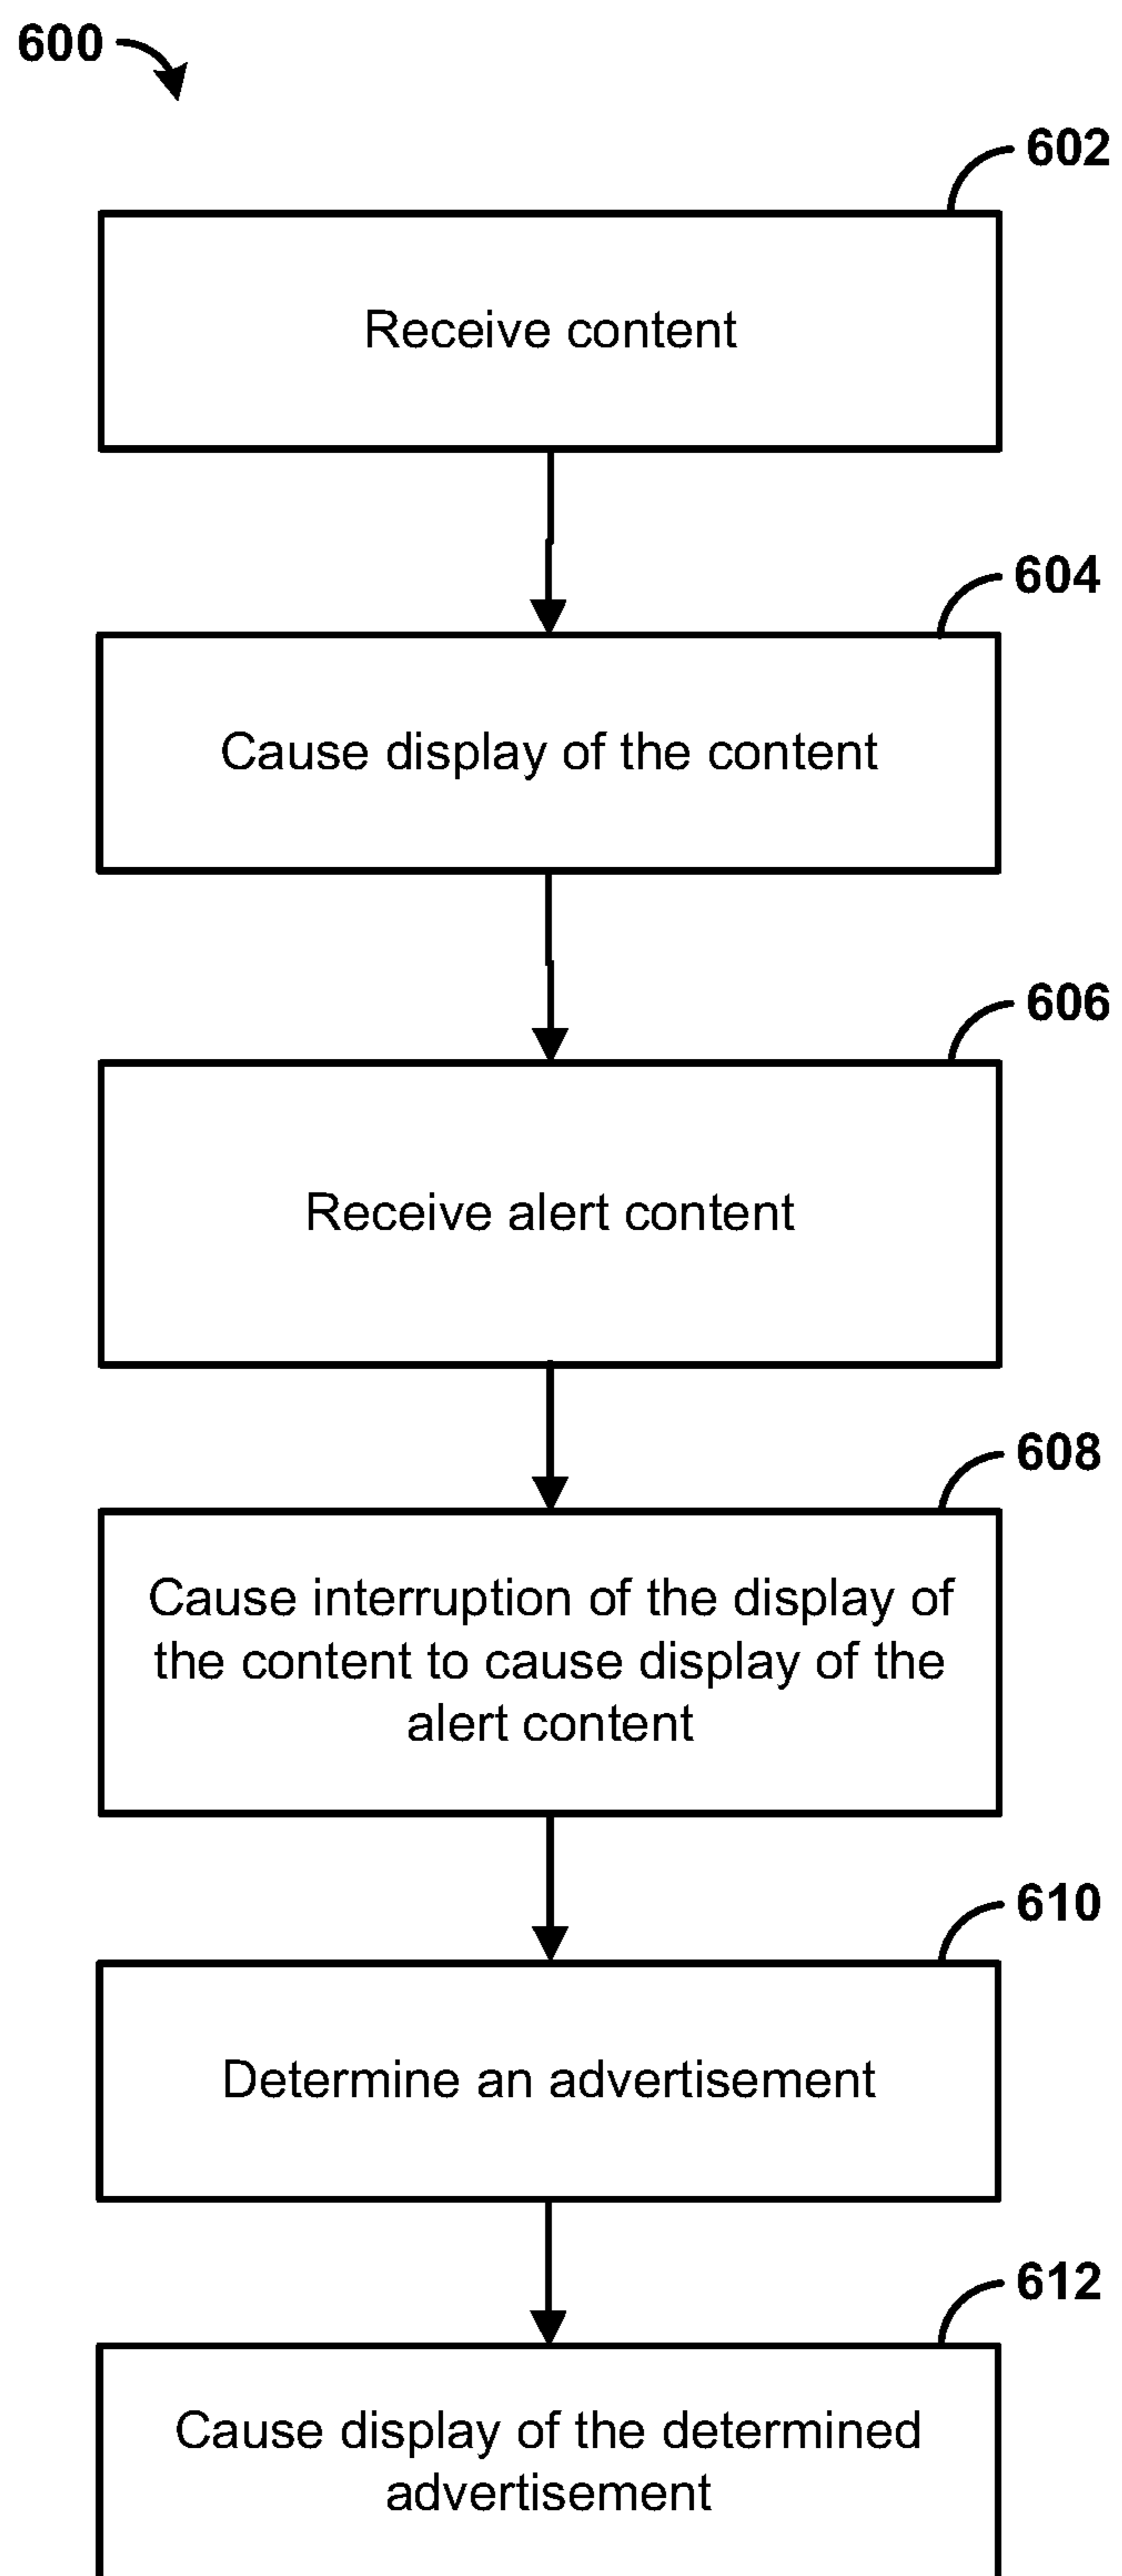 600
602
Receive content
604
Cause display of the content
606
Receive alert content
608
Cause interruption of the display of
the content to cause display of the
alert content
610
Determine an advertisement
612
Cause display of the determined
advertisement